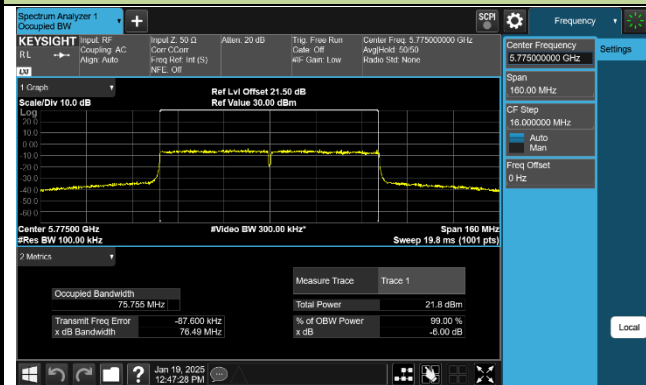 Spectrum Analyzer 1
Occupied BW
+
SCPI
Frequency
KEYSIGHT
RL
LXI
Input: RF
Coupling: AC
Align: Auto
Input Z: 50 Ω
Corr CCorr
Freq Ref: Int (S)
NFE: Off
Atten: 20 dB
Trig: Free Run
Gate: Off
#IF Gain: Low
Center Freq: 5.775000000 GHz
Avg|Hold: 50/50
Radio Std: None
Center Frequency
5.775000000 GHz
Settings
Span
160.00 MHz
CF Step
16.000000 MHz
Auto
Man
Freq Offset
0 Hz
Local
1 Graph
Scale/Div 10.0 dB
Ref Lvl Offset 21.50 dB
Ref Value 30.00 dBm
Log
20.0
10.0
0.00
-10.0
-20.0
-30.0
-40.0
-50.0
-60.0
Center 5.77500 GHz
#Video BW 300.00 kHz*
Span 160 MHz
#Res BW 100.00 kHz
Sweep 19.8 ms (1001 pts)
2 Metrics
Measure Trace Trace 1
Occupied Bandwidth
75.755 MHz
Total Power 21.8 dBm
Transmit Freq Error -87.600 kHz
% of OBW Power 99.00 %
x dB Bandwidth 76.49 MHz
x dB -6.00 dB
?
Jan 19, 2025
12:47:28 PM